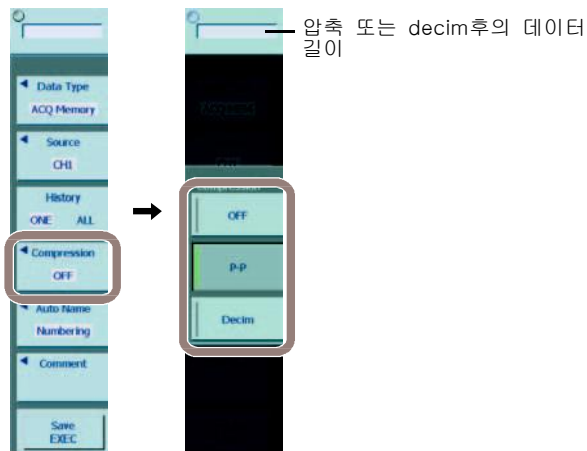 압축 또는 decim후의 데이터
길이
Data Type
ACQ Memory
Source
CH1
History
ONE ALL
Compression
OFF
Auto Name
Numbering
Comment
Save
EXEC
OFF
P-P
Decim